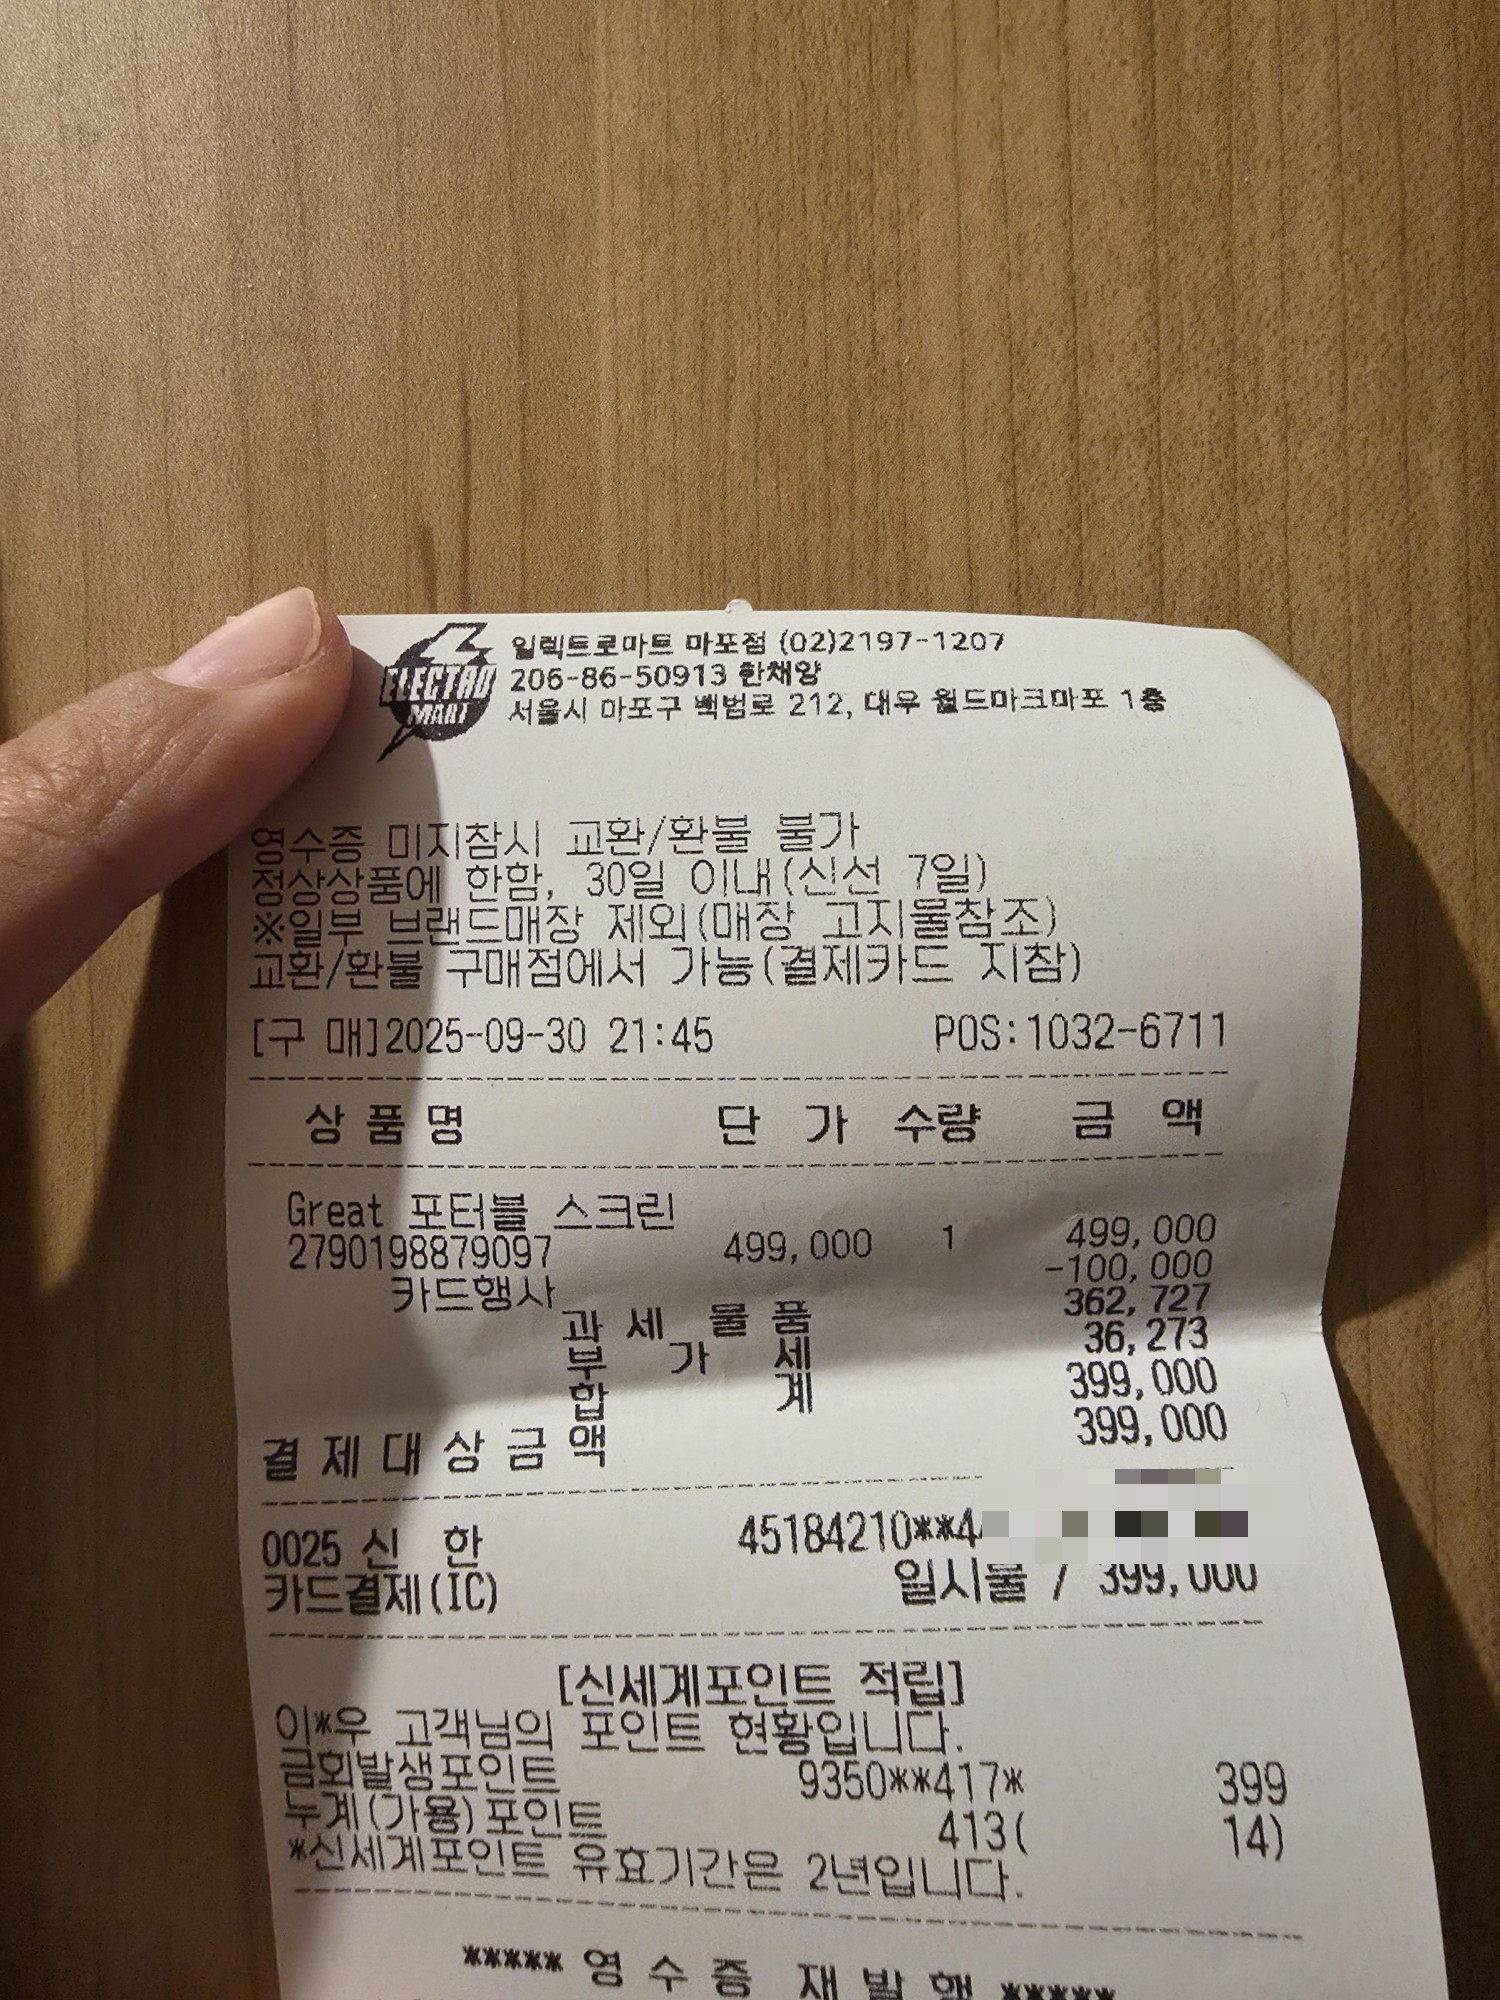 ELECTRO MART
일렉트로마트 마포점 (02)2197-1207
206-86-50913 한채양
서울시 마포구 백범로 212, 대우 월드마크마포 1층
영수증 미지참시 교환/환불 불가
정상상품에 한함, 30일 이내(신선 7일)
※일부 브랜드매장 제외(매장 고지물참조)
교환/환불 구매점에서 가능(결제카드 지참)
[구 매]2025-09-30 21:45 POS:1032-6711
상 품 명 단 가 수량 금 액
Great 포터블 스크린
2790198879097 499,000 1 499,000
카드행사 -100,000
과 세 물 품 362,727
부 가 세 36,273
합 계 399,000
결 제 대 상 금 액 399,000
0025 신 한 45184210**4
카드결제(IC) 일시불 / 399,000
[신세계포인트 적립]
이*우 고객님의 포인트 현황입니다.
금회발생포인트 9350**417* 399
누계(가용)포인트 413( 14)
*신세계포인트 유효기간은 2년입니다.
***** 영 수 증 재 발 행 *****